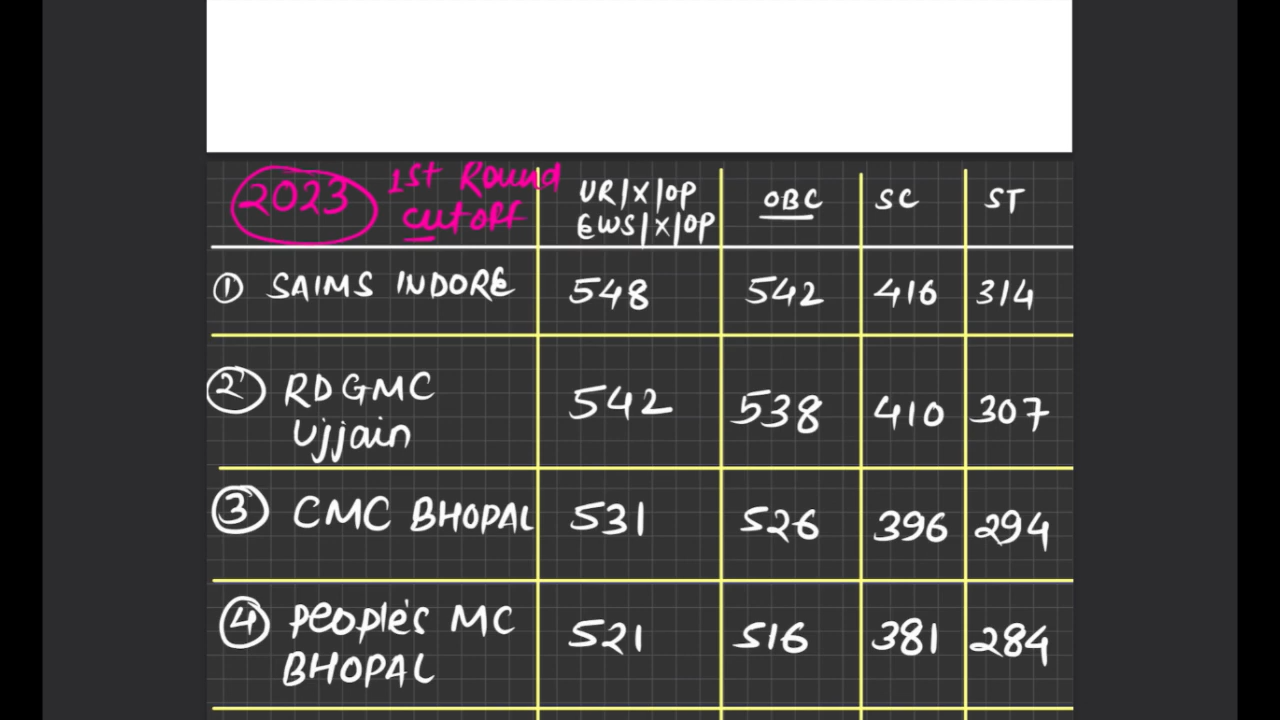 2023 1st Round cutoff UR/X/OP EWS/X/OP OBC SC ST
① SAIMS INDORE 548 542 416 314
② RDGMC Ujjain 542 538 410 307
③ CMC BHOPAL 531 526 396 294
④ People's MC BHOPAL 521 516 381 284